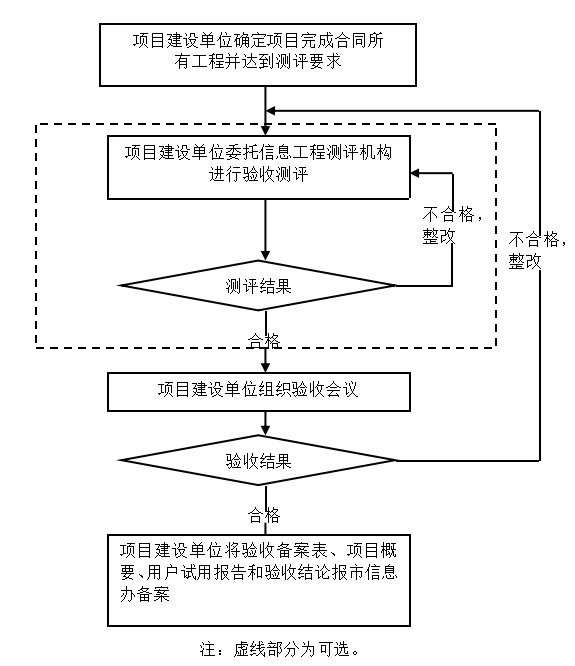 项目建设单位确定项目完成合同所
有工程并达到测评要求
项目建设单位委托信息工程测评机构
进行验收测评
不合格，
整改
不合格，
整改
测评结果
合格
项目建设单位组织验收会议
验收结果
合格
项目建设单位将验收备案表、项目概
要、用户试用报告和验收结论报市信息
办备案
注：虚线部分为可选。